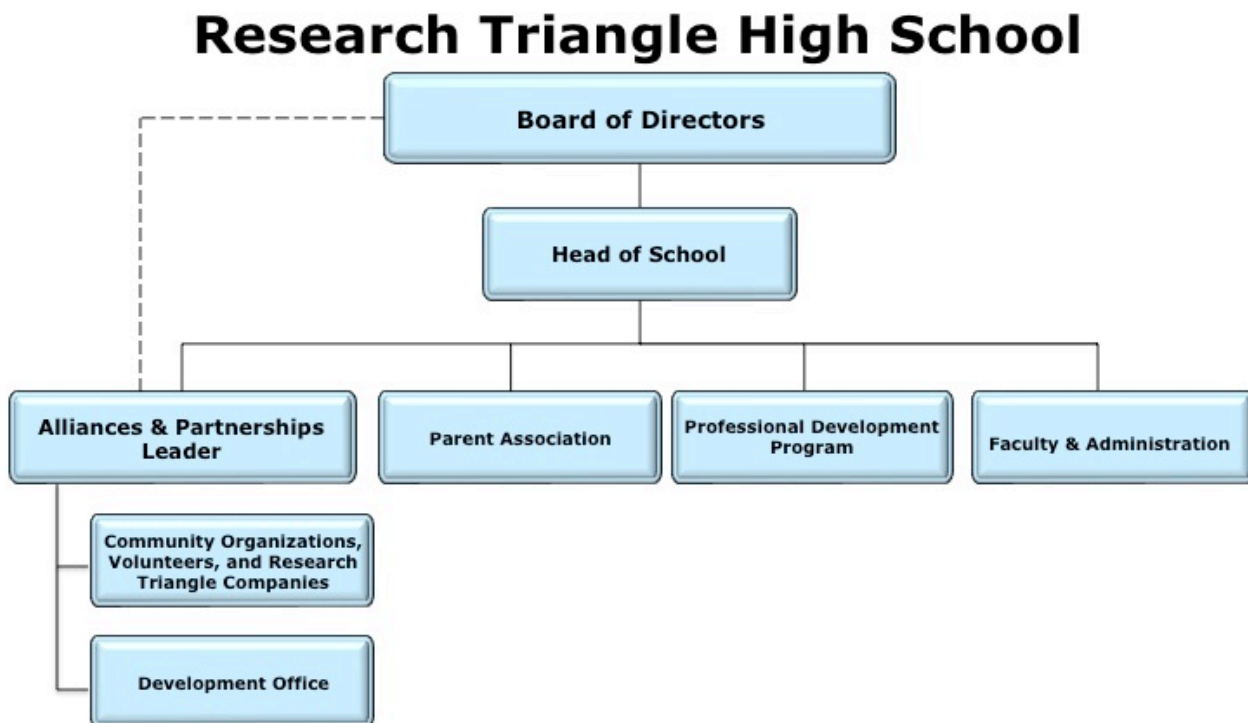 Research Triangle High School
Board of Directors
Head of School
Alliances & Partnerships
Leader
Parent Association
Professional Development
Program
Faculty & Administration
Community Organizations,
Volunteers, and Research
Triangle Companies
Development Office